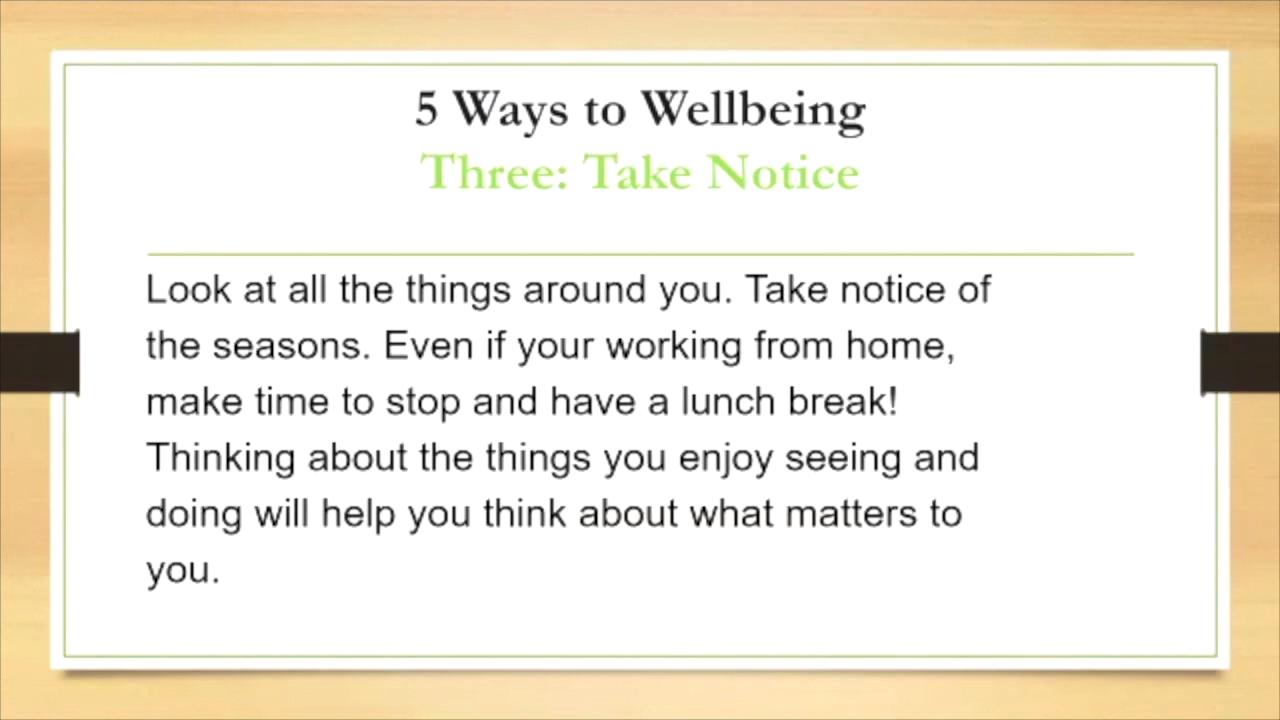 5 Ways to Wellbeing
Three: Take Notice
Look at all the things around you. Take notice of
the seasons. Even if your working from home,
make time to stop and have a lunch break!
Thinking about the things you enjoy seeing and
doing will help you think about what matters to
you.